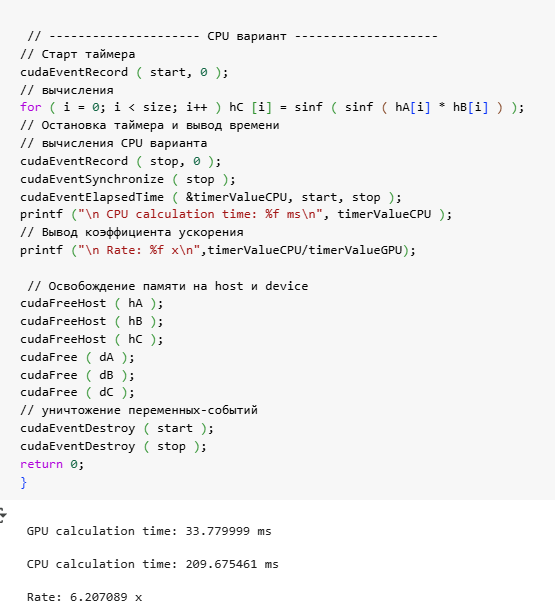 // --------------------- CPU вариант --------------------
// Старт таймера
cudaEventRecord ( start, 0 );
// вычисления
for ( i = 0; i < size; i++ ) hC [i] = sinf ( sinf ( hA[i] * hB[i] ) );
// Остановка таймера и вывод времени
// вычисления CPU варианта
cudaEventRecord ( stop, 0 );
cudaEventSynchronize ( stop );
cudaEventElapsedTime ( &timerValueCPU, start, stop );
printf ("\n CPU calculation time: %f ms\n", timerValueCPU );
// Вывод коэффициента ускорения
printf ("\n Rate: %f x\n",timerValueCPU/timerValueGPU);
// Освобождение памяти на host и device
cudaFreeHost ( hA );
cudaFreeHost ( hB );
cudaFreeHost ( hC );
cudaFree ( dA );
cudaFree ( dB );
cudaFree ( dC );
// уничтожение переменных-событий
cudaEventDestroy ( start );
cudaEventDestroy ( stop );
return 0;
}
GPU calculation time: 33.779999 ms
CPU calculation time: 209.675461 ms
Rate: 6.207089 x